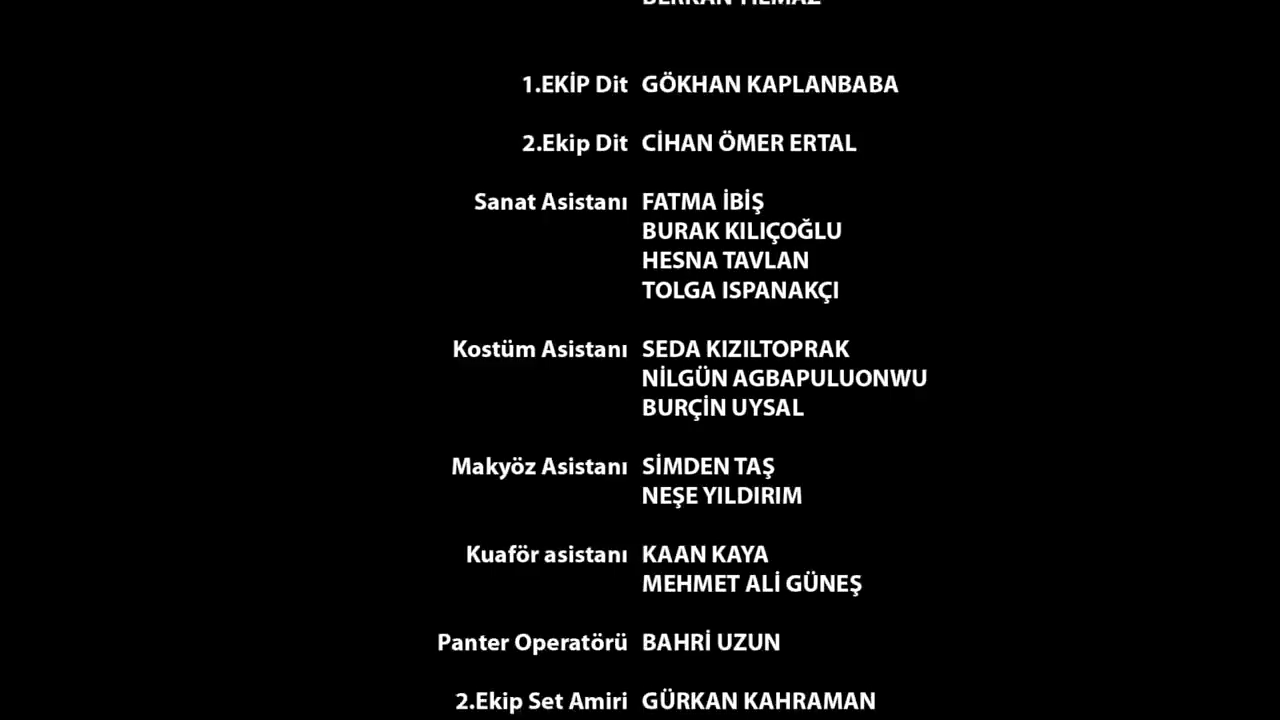 BERKAN YILMAZ
1.EKİP Dit GÖKHAN KAPLANBABA
2.Ekip Dit CİHAN ÖMER ERTAL
Sanat Asistanı FATMA İBİŞ
BURAK KILIÇOĞLU
HESNA TAVLAN
TOLGA ISPANAKÇI
Kostüm Asistanı SEDA KIZILTOPRAK
NİLGÜN AGBAPULUONWU
BURÇİN UYSAL
Makyöz Asistanı SİMDEN TAŞ
NEŞE YILDIRIM
Kuaför asistanı KAAN KAYA
MEHMET ALİ GÜNEŞ
Panter Operatörü BAHRİ UZUN
2.Ekip Set Amiri GÜRKAN KAHRAMAN